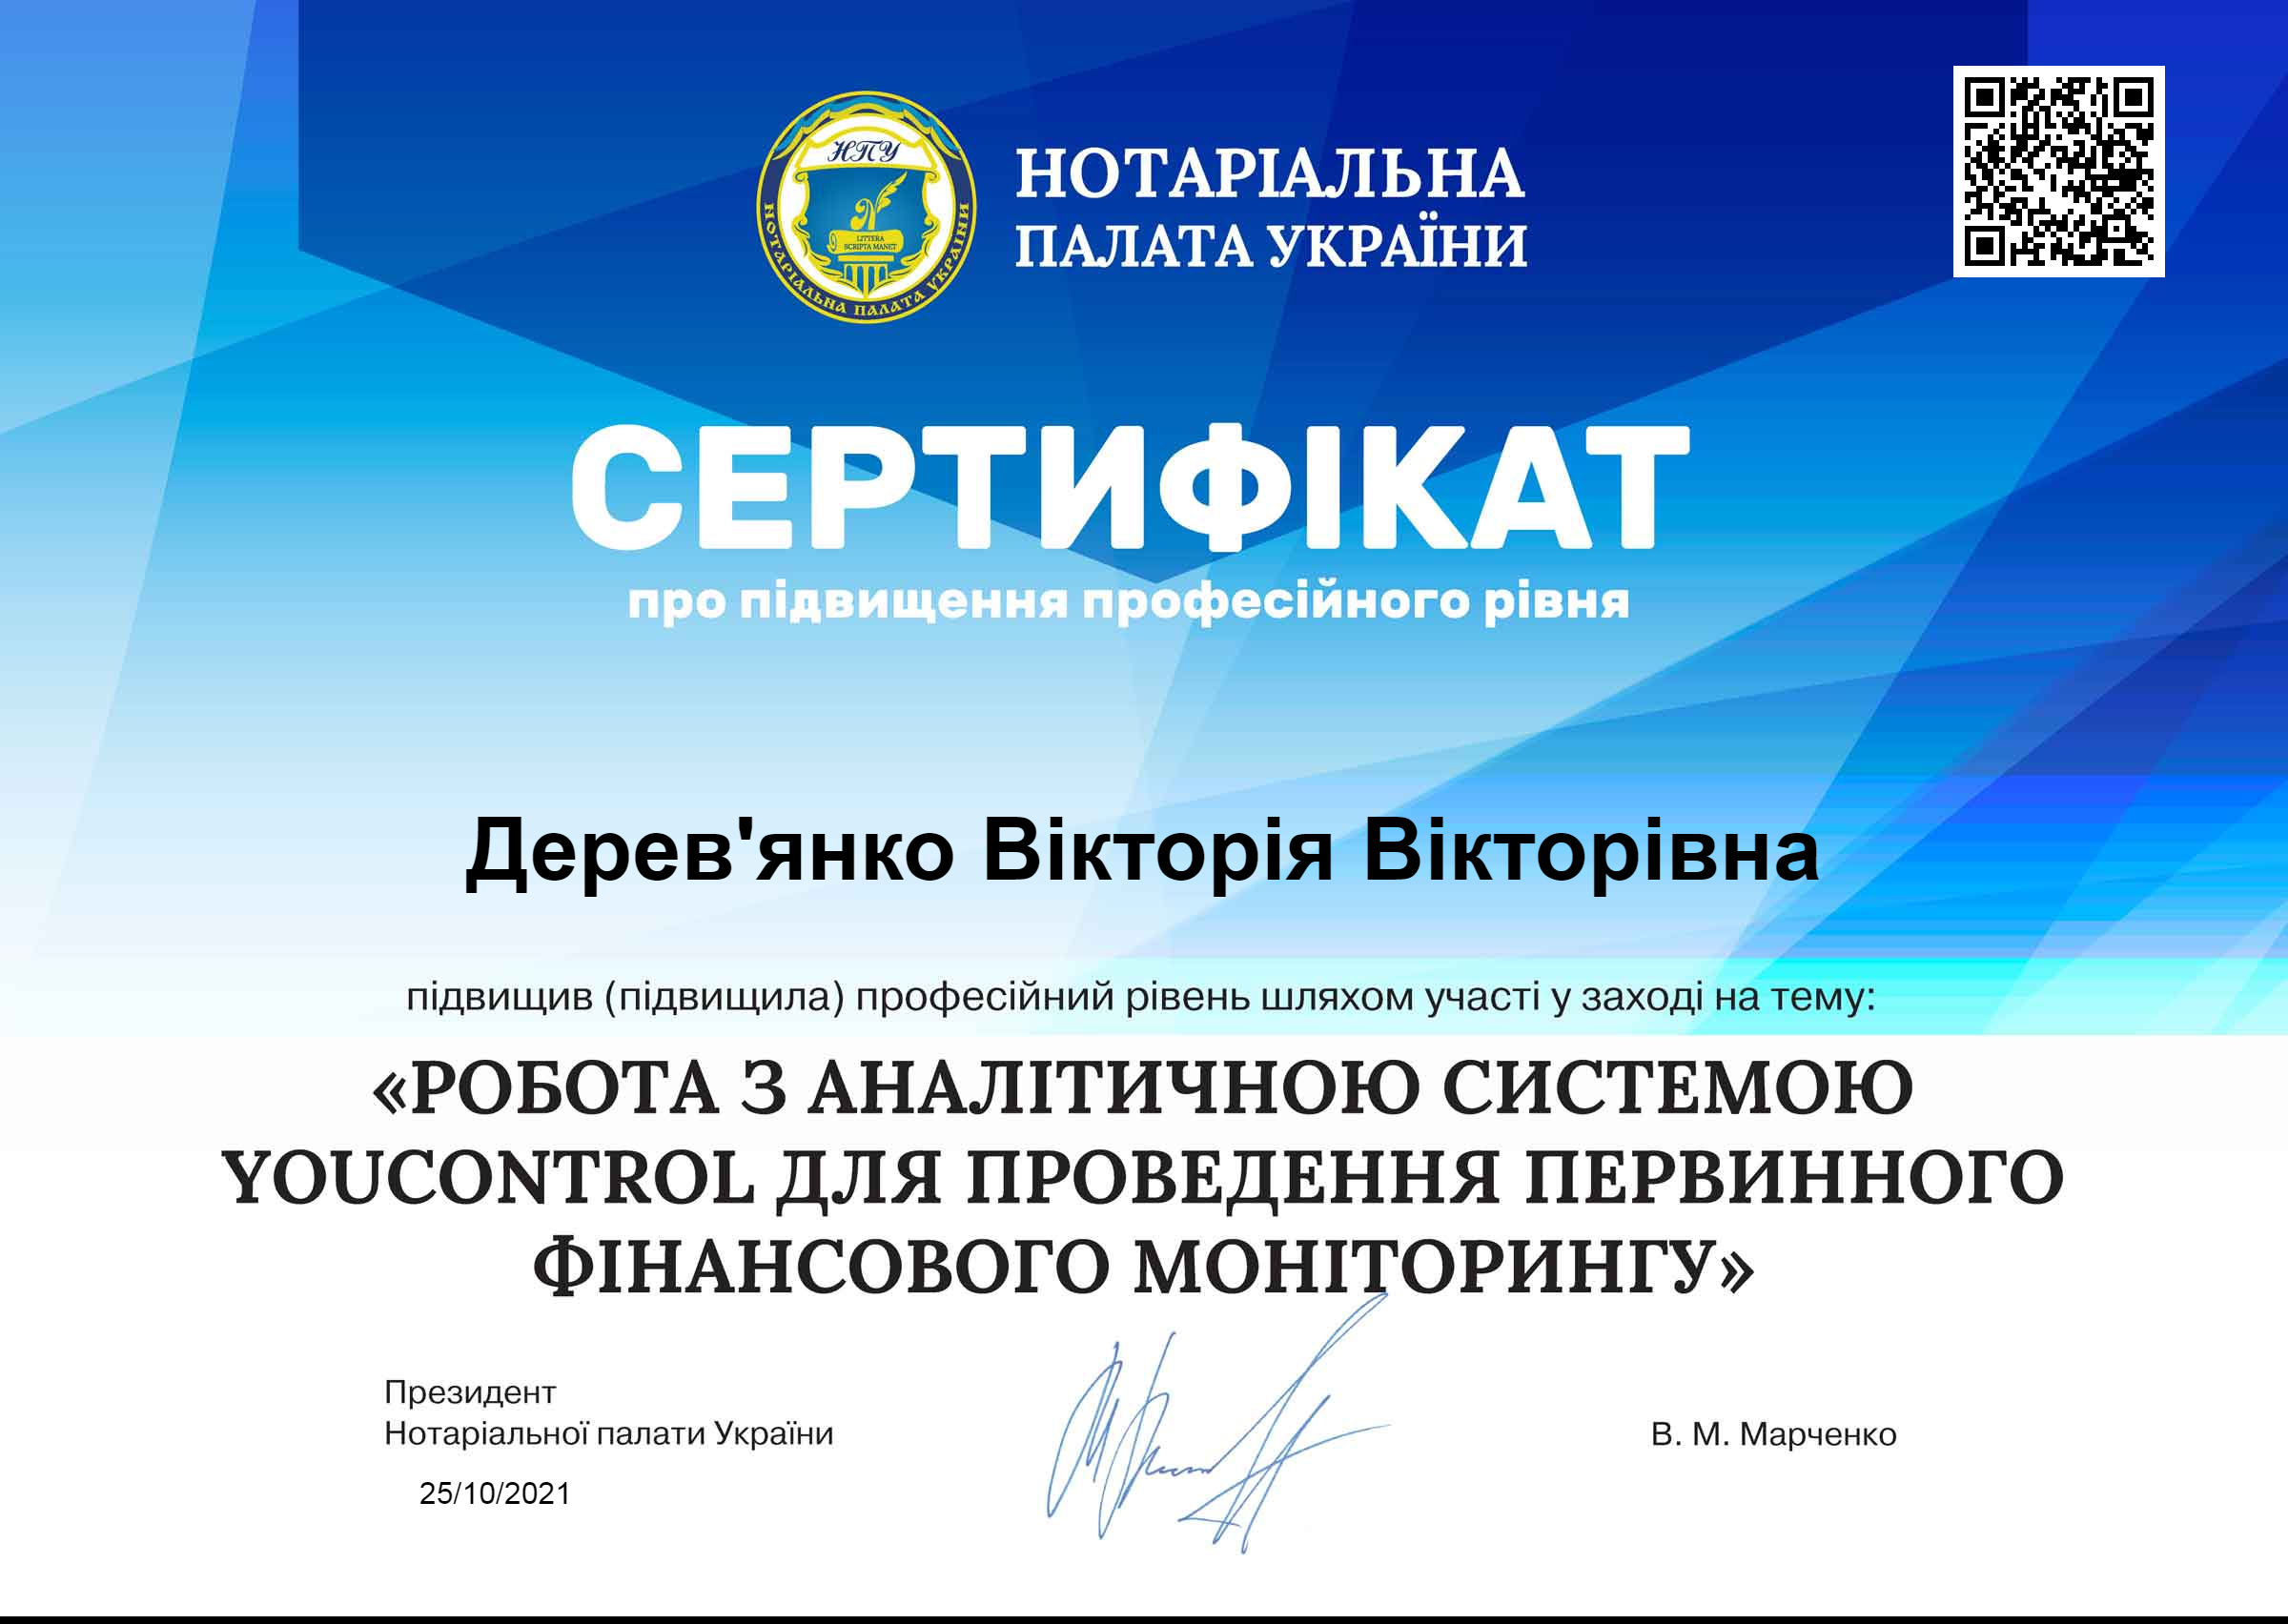 НПУ
LITTERA
SCRIPTA MANET
НОТАРІАЛЬНА ПАЛАТА УКРАЇНИ
НОТАРІАЛЬНА
ПАЛАТА УКРАЇНИ
СЕРТИФІКАТ
про підвищення професійного рівня
Дерев'янко Вікторія Вікторівна
підвищив (підвищила) професійний рівень шляхом участі у заході на тему:
«РОБОТА З АНАЛІТИЧНОЮ СИСТЕМОЮ
YOUCONTROL ДЛЯ ПРОВЕДЕННЯ ПЕРВИННОГО
ФІНАНСОВОГО МОНІТОРИНГУ»
Президент
Нотаріальної палати України
В. М. Марченко
25/10/2021